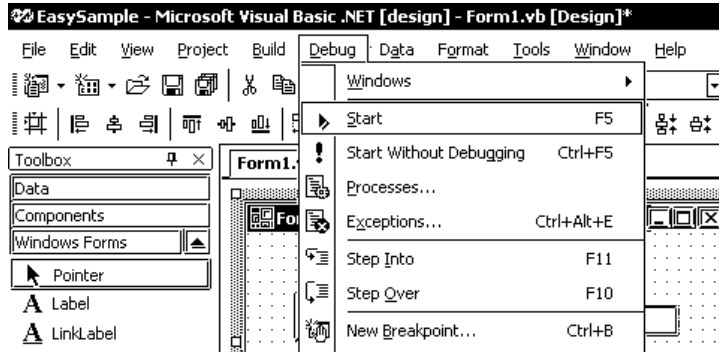 EasySample - Microsoft Visual Basic .NET [design] - Form1.vb [Design]*
File Edit View Project Build Debug Data Format Tools Window Help
Windows
Start F5
Toolbox
Form1.
Start Without Debugging Ctrl+F5
Data
Processes...
Components
Windows Forms
Fo
Exceptions... Ctrl+Alt+E
Pointer
Step Into F11
Label
Step Over F10
LinkLabel
New Breakpoint... Ctrl+B